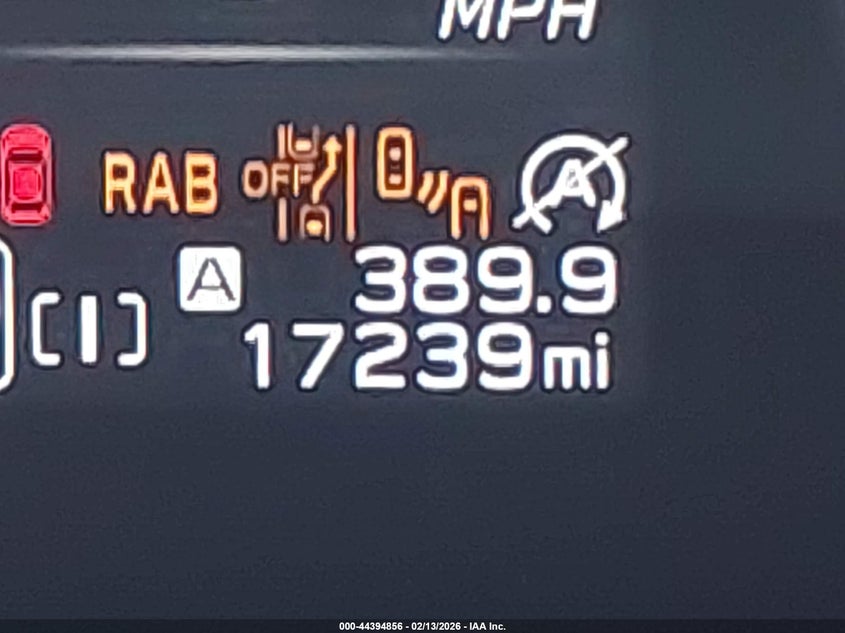 MPH
RAB
OFF
A
A
389.9
17239mi
000-44394856 - 02/13/2026 - IAA Inc.